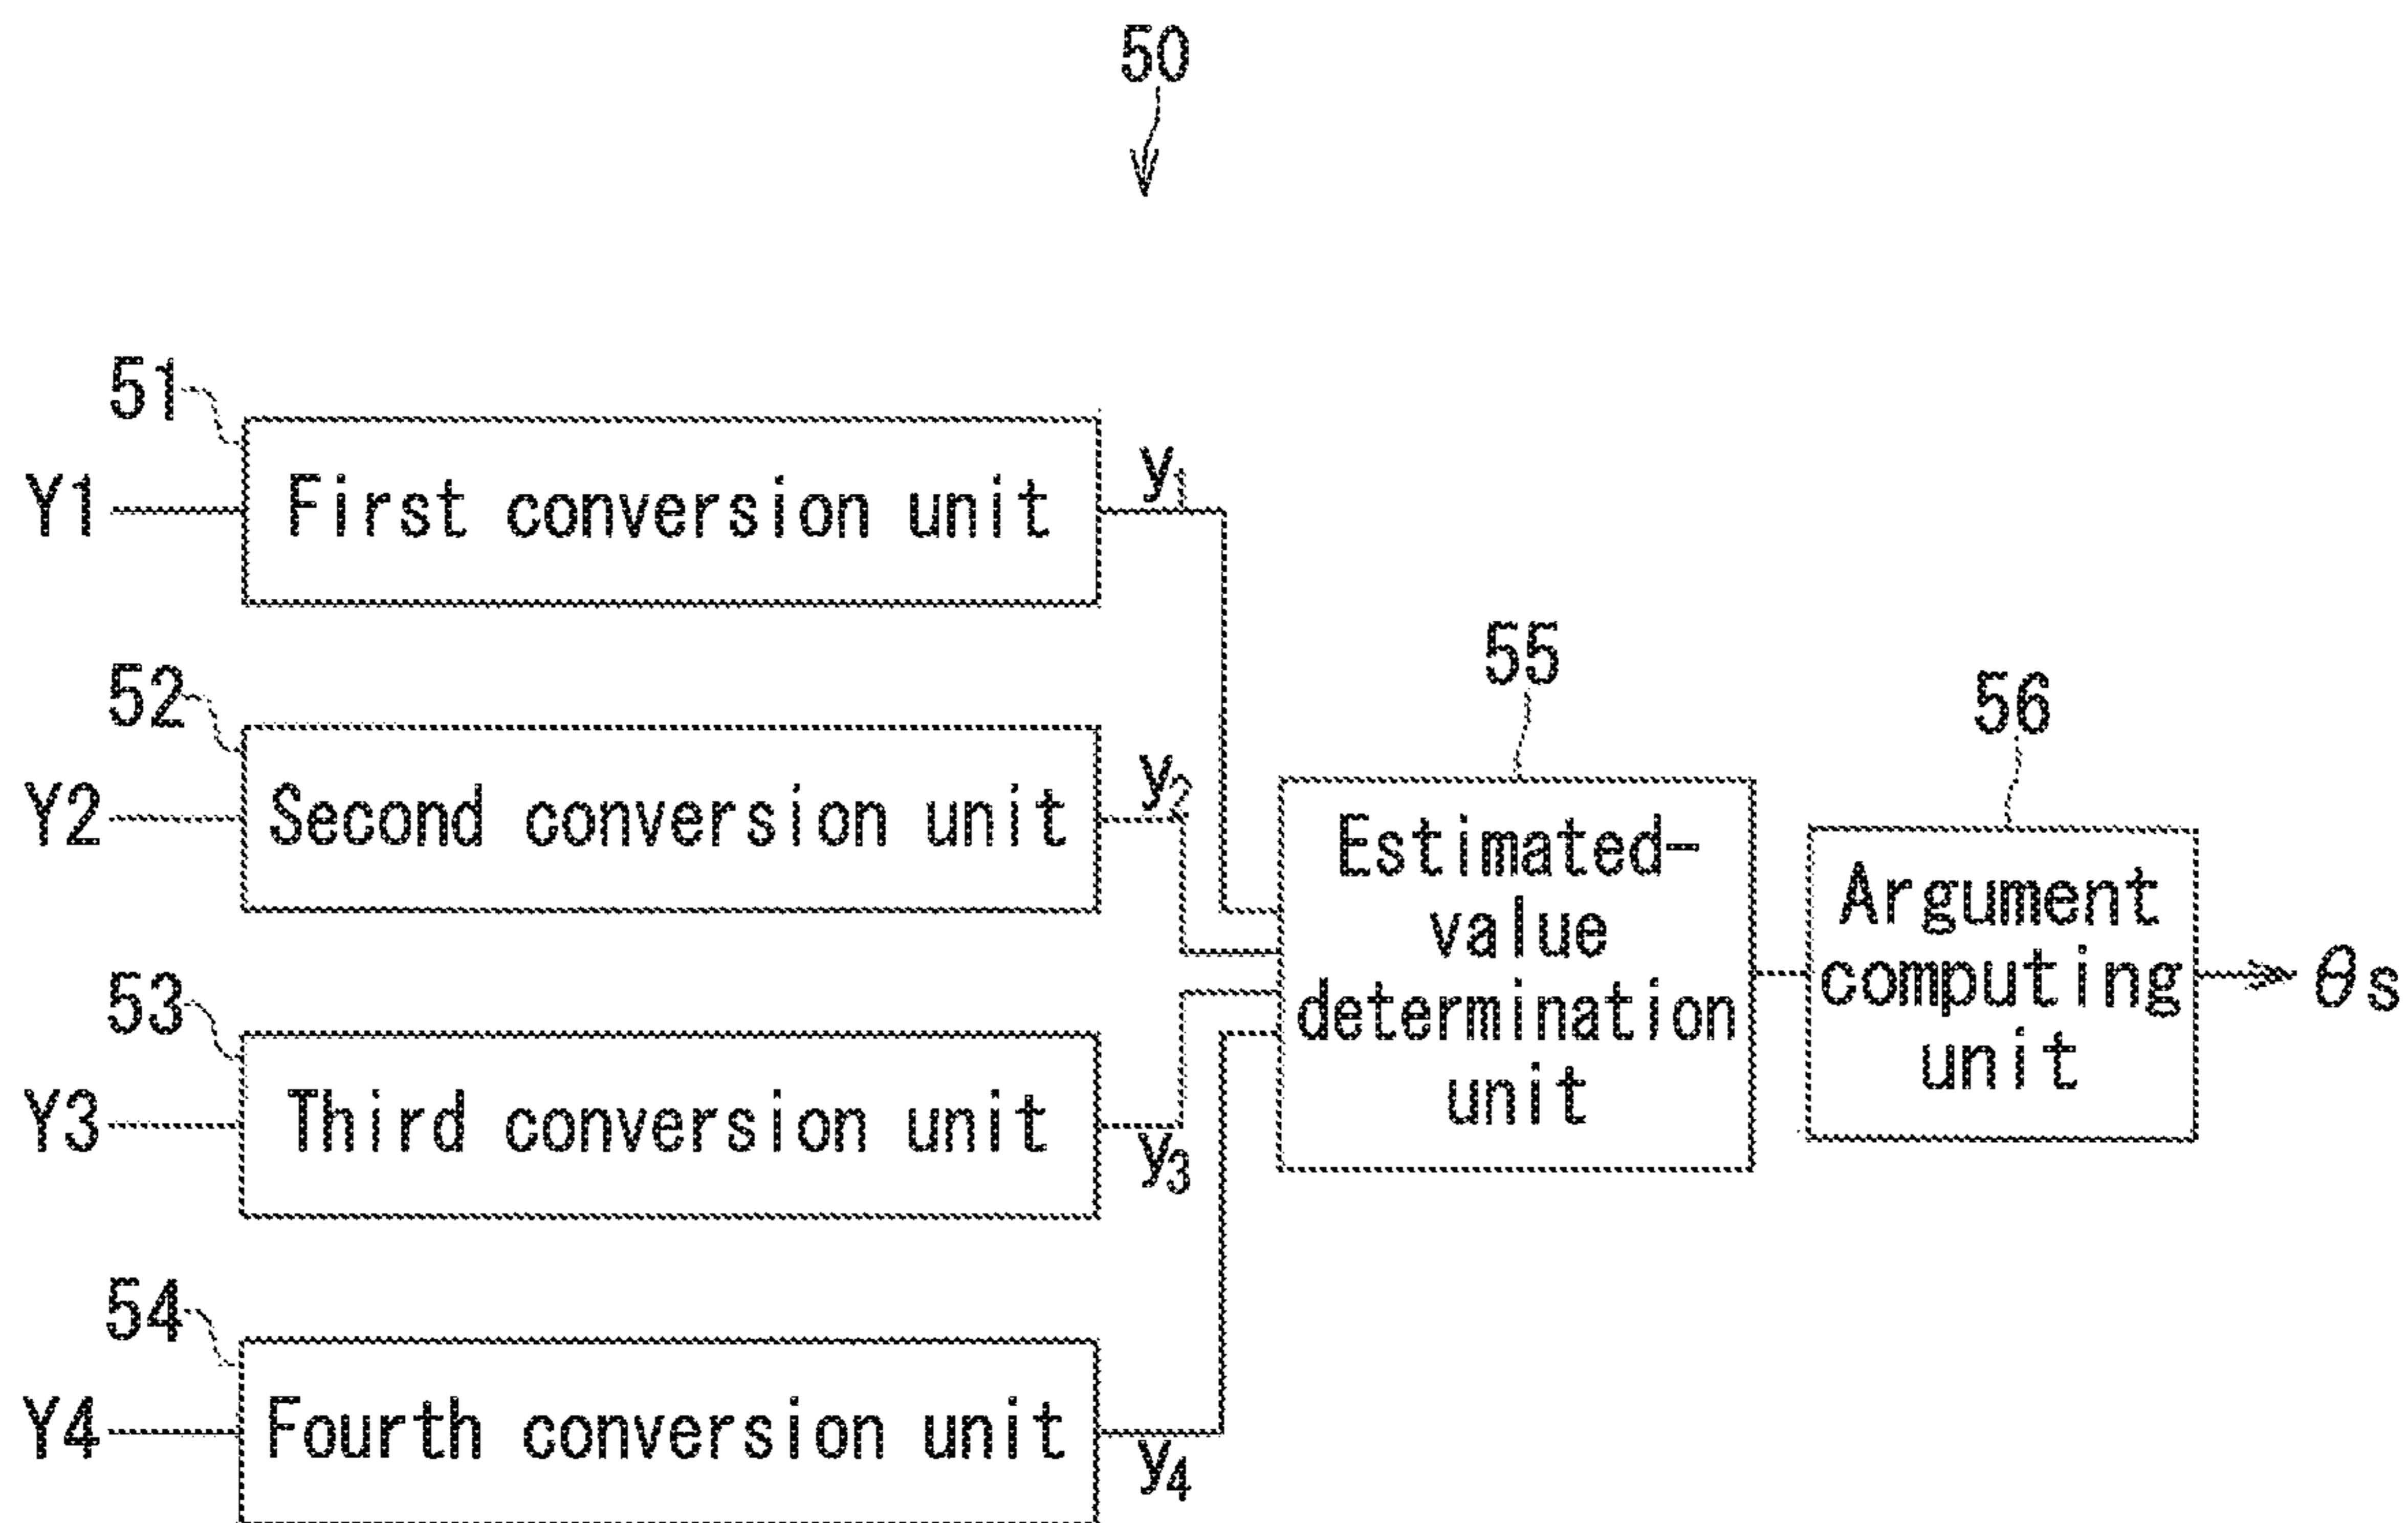 50
51
Y1
First conversion unit
y1
52
Y2
Second conversion unit
y2
53
Y3
Third conversion unit
y3
54
Y4
Fourth conversion unit
y4
55
Estimated-
value
determination
unit
56
Argument
computing
unit
θs